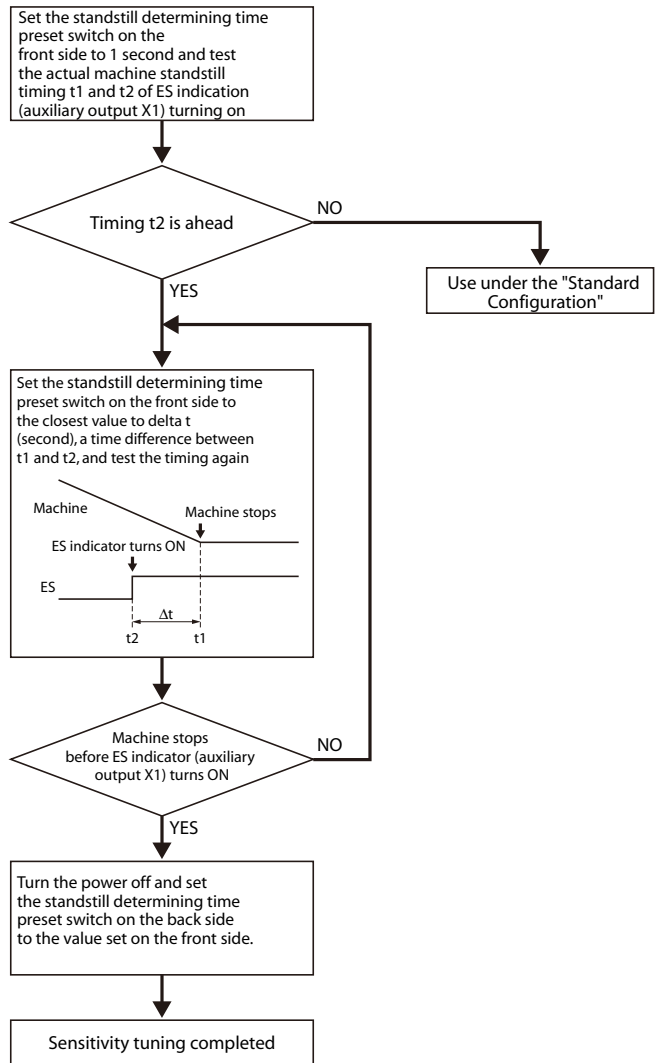 Set the standstill determining time
preset switch on the
front side to 1 second and test
the actual machine standstill
timing t1 and t2 of ES indication
(auxiliary output X1) turning on
Timing t2 is ahead
NO
YES
Use under the "Standard
Configuration"
Set the standstill determining time
preset switch on the front side to
the closest value to delta t
(second), a time difference between
t1 and t2, and test the timing again
Machine
Machine stops
ES indicator turns ON
ES
Δt
t2 t1
Machine stops
before ES indicator (auxiliary
output X1) turns ON
NO
YES
Turn the power off and set
the standstill determining time
preset switch on the back side
to the value set on the front side.
Sensitivity tuning completed